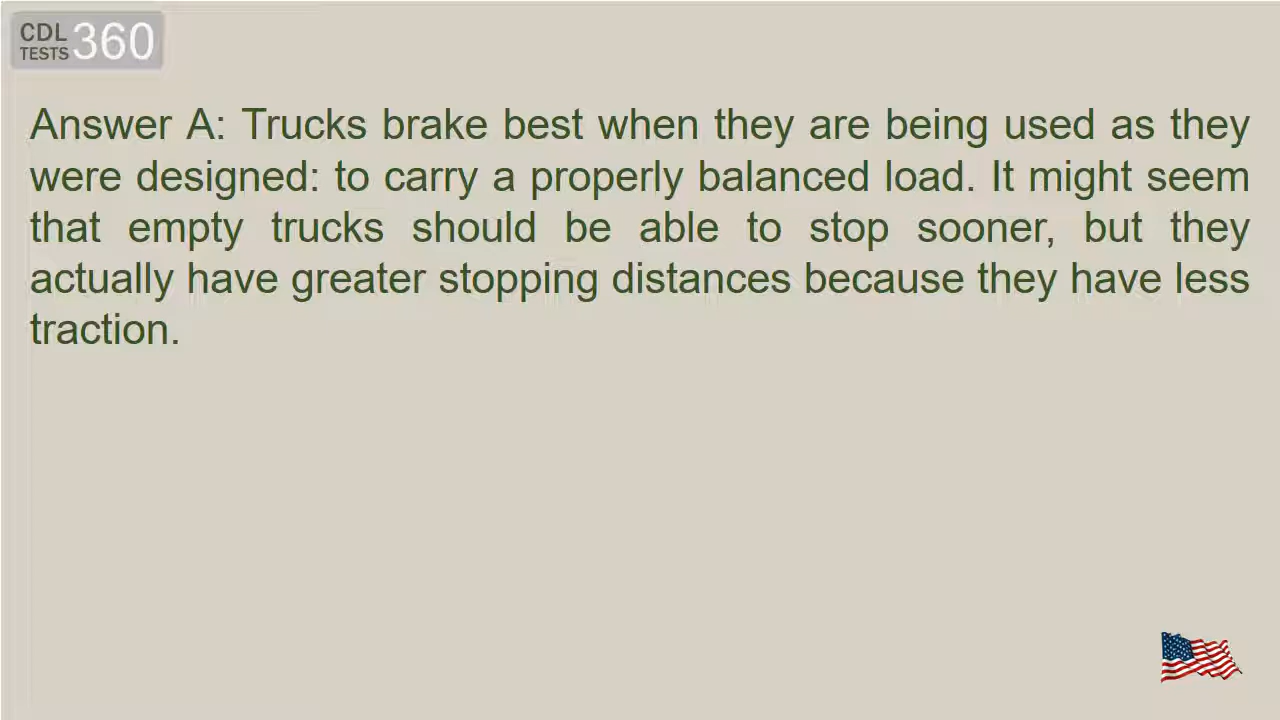 CDL
TESTS 360
Answer A: Trucks brake best when they are being used as they
were designed: to carry a properly balanced load. It might seem
that empty trucks should be able to stop sooner, but they
actually have greater stopping distances because they have less
traction.